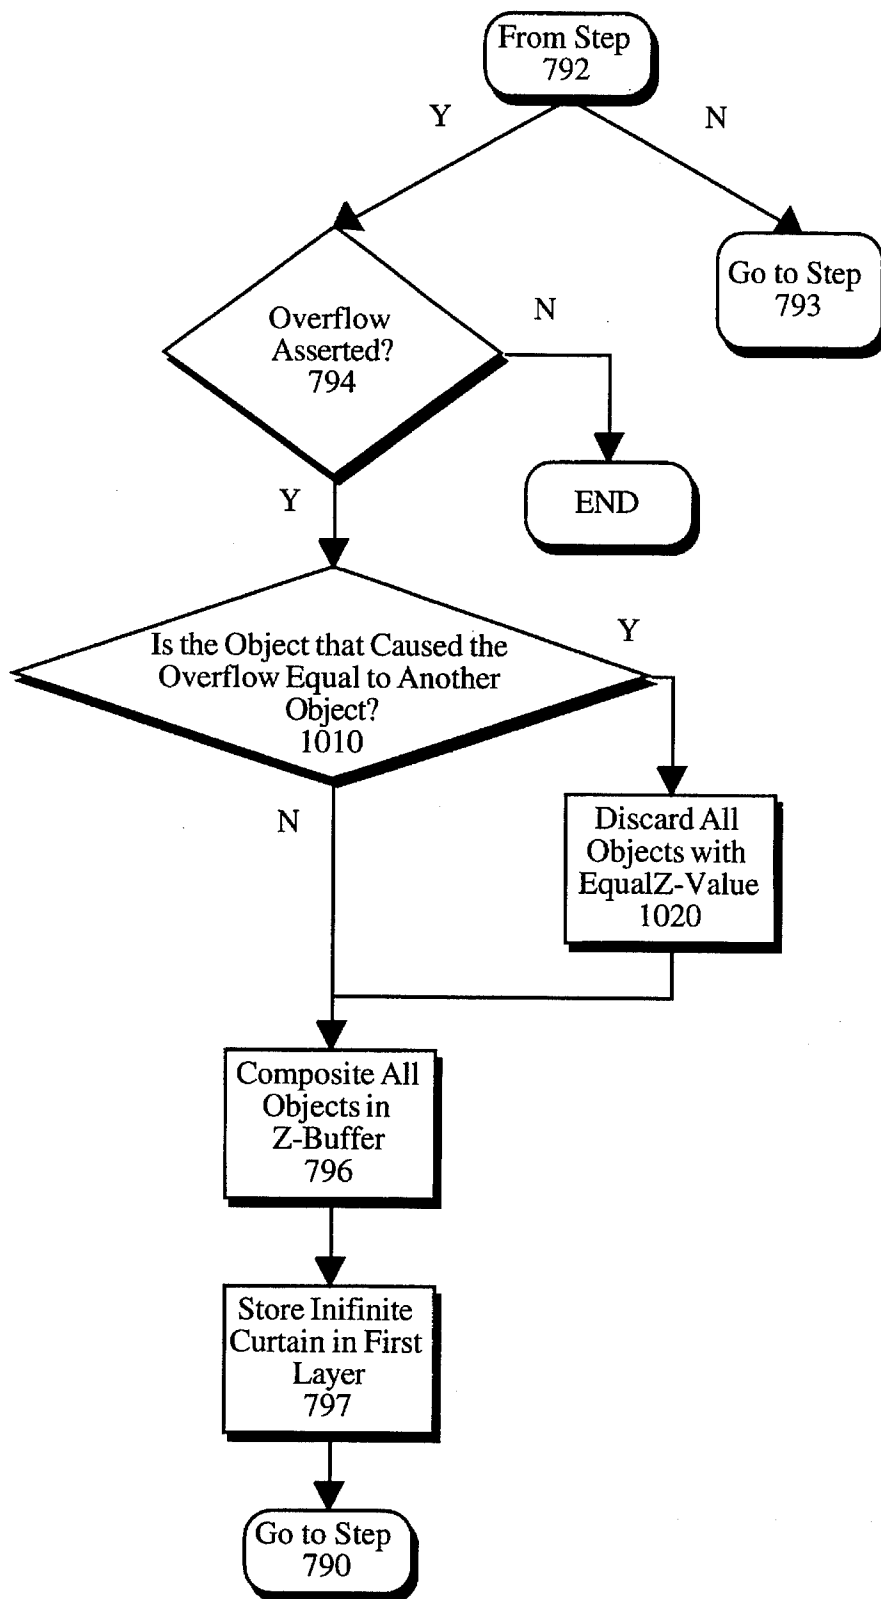 From Step
792
Y
N
Go to Step
793
Overflow
Asserted?
794
N
END
Y
Is the Object that Caused the
Overflow Equal to Another
Object?
1010
Y
N
Discard All
Objects with
EqualZ-Value
1020
Composite All
Objects in
Z-Buffer
796
Store Inifinite
Curtain in First
Layer
797
Go to Step
790